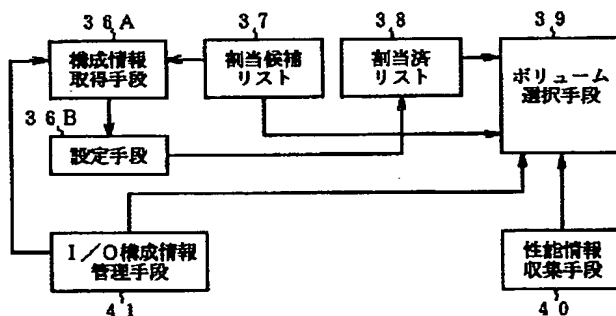 36A
構成情報
取得手段
37
割当候補
リスト
38
割当済
リスト
39
ボリューム
選択手段
36B
設定手段
I/O構成情報
管理手段
41
性能情報
収集手段
40